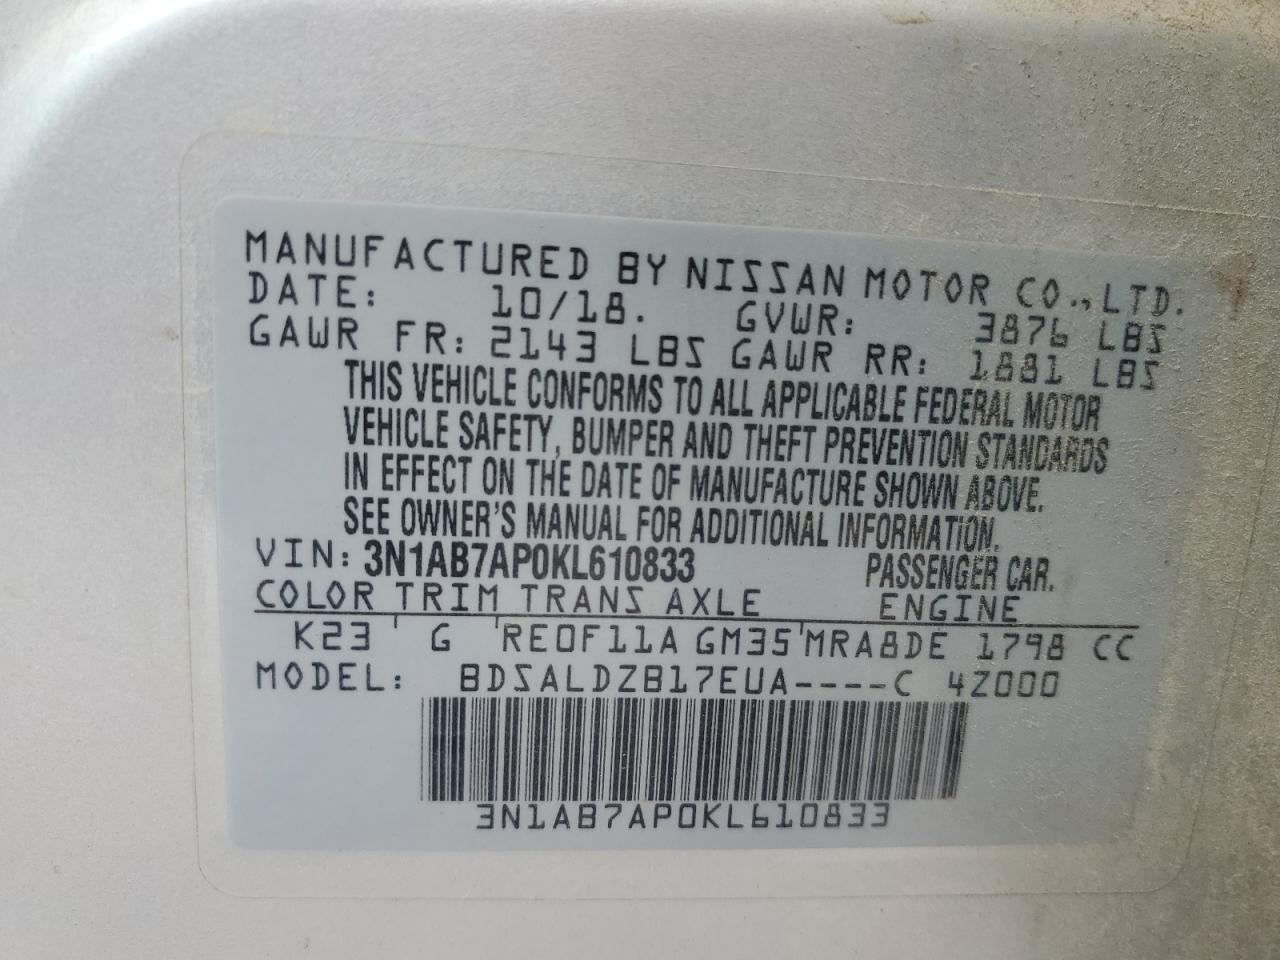 MANUFACTURED BY NISSAN MOTOR CO., LTD.
DATE: 10/18. GVWR: 3876 LBS
GAWR FR: 2143 LBS GAWR RR: 1881 LBS
THIS VEHICLE CONFORMS TO ALL APPLICABLE FEDERAL MOTOR
VEHICLE SAFETY, BUMPER AND THEFT PREVENTION STANDARDS
IN EFFECT ON THE DATE OF MANUFACTURE SHOWN ABOVE.
SEE OWNER'S MANUAL FOR ADDITIONAL INFORMATION.
VIN: 3N1AB7AP0KL610833 PASSENGER CAR.
COLOR TRIM TRANS AXLE ENGINE
K23 ' G ' RE0F11A GM35 ' MRA8DE 1798 CC
MODEL: BDSALDZB17EUA----C 4Z000
3N1AB7AP0KL610833